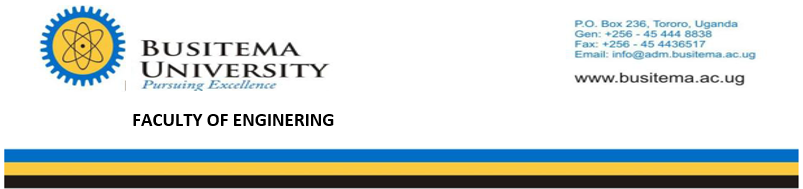 BUSITEMA
UNIVERSITY
Pursuing Excellence
FACULTY OF ENGINERING
P.O. Box 236, Tororo, Uganda
Gen: +256 - 45 444 8838
Fax: +256 - 45 4436517
Email: info@adm.busitema.ac.ug
www.busitema.ac.ug